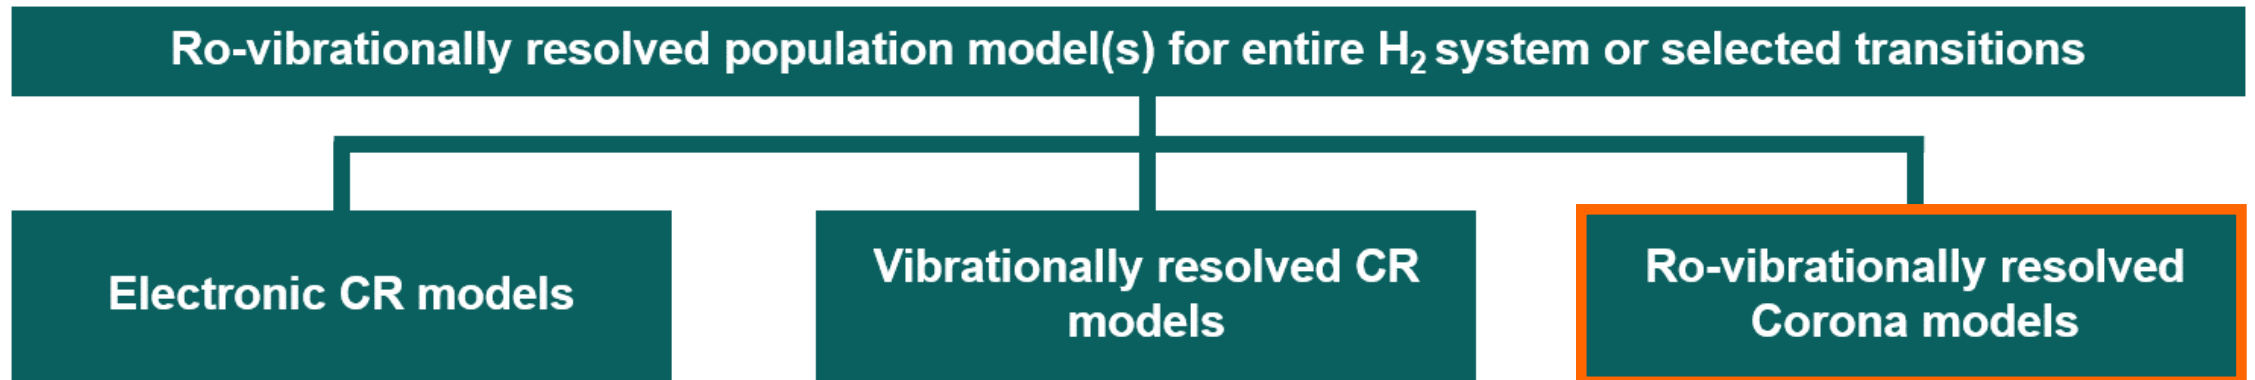 Ro-vibrationally resolved population model(s) for entire H₂ system or selected transitions
Electronic CR models
Vibrationally resolved CR
models
Ro-vibrationally resolved
Corona models